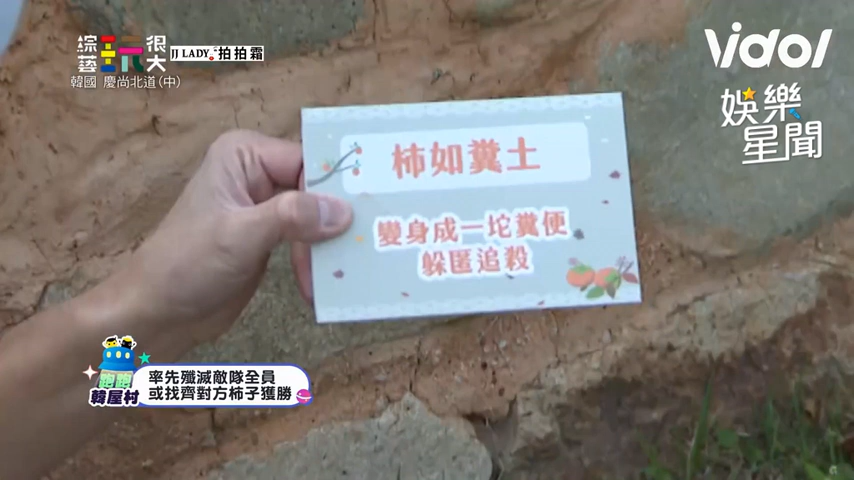 綜藝玩很大
JJ LADY 拍拍霜
韓國 慶尚北道(中)
Vidol
娛樂星聞
柿如糞土
變身成一坨糞便
躲匿追殺
跑跑韓屋村
率先殲滅敵隊全員
或找齊對方柿子獲勝